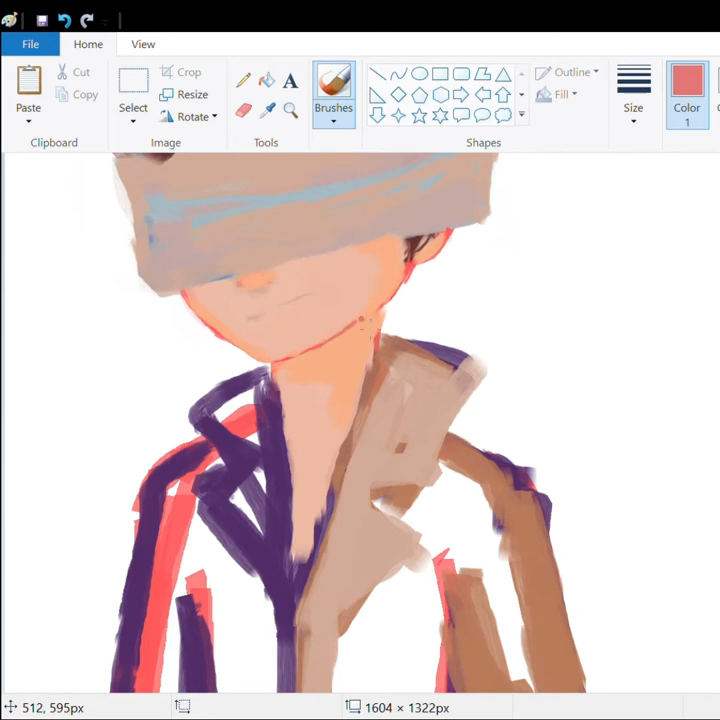 File Home View
Paste
Cut
Copy
Clipboard
Select
Crop
Resize
Rotate
Image
A
Tools
Brushes
Outline
Fill
Shapes
Size
Color
1
512, 595px
1604 × 1322px